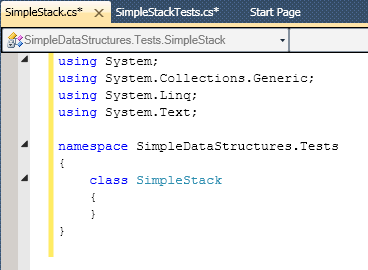 SimpleStack.cs* SimpleStackTests.cs* Start Page
SimpleDataStructures.Tests.SimpleStack
using System;
using System.Collections.Generic;
using System.Linq;
using System.Text;
namespace SimpleDataStructures.Tests
{
class SimpleStack
{
}
}